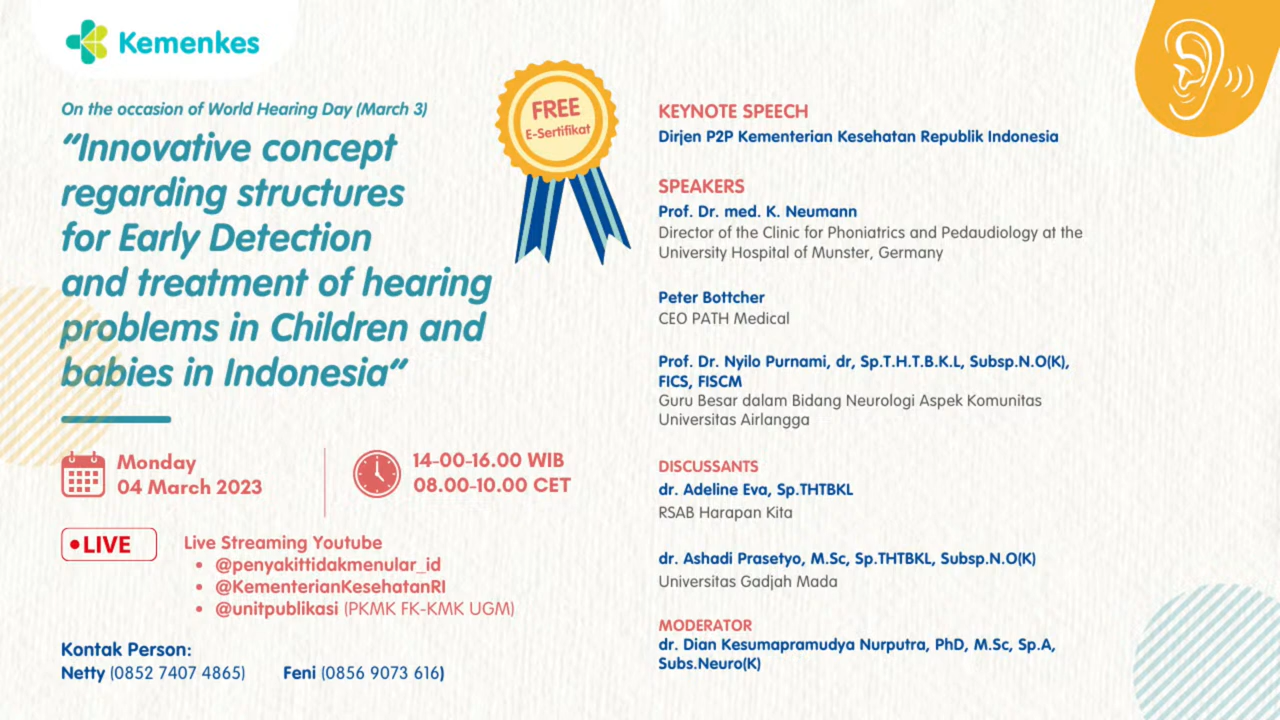 Kemenkes
On the occasion of World Hearing Day (March 3)
"Innovative concept
regarding structures
for Early Detection
and treatment of hearing
problems in Children and
babies in Indonesia"
FREE
E-Sertifikat
Monday
04 March 2023
14-00-16.00 WIB
08.00-10.00 CET
LIVE
Live Streaming Youtube
• @penyakittidakmenular_id
• @KementerianKesehatanRI
• @unitpublikasi (PKMK FK-KMK UGM)
Kontak Person:
Netty (0852 7407 4865) Feni (0856 9073 616)
KEYNOTE SPEECH
Dirjen P2P Kementerian Kesehatan Republik Indonesia
SPEAKERS
Prof. Dr. med. K. Neumann
Director of the Clinic for Phoniatrics and Pedaudiology at the
University Hospital of Munster, Germany
Peter Bottcher
CEO PATH Medical
Prof. Dr. Nyilo Purnami, dr, Sp.T.H.T.B.K.L, Subsp.N.O(K),
FICS, FISCM
Guru Besar dalam Bidang Neurologi Aspek Komunitas
Universitas Airlangga
DISCUSSANTS
dr. Adeline Eva, Sp.THTBKL
RSAB Harapan Kita
dr. Ashadi Prasetyo, M.Sc, Sp.THTBKL, Subsp.N.O(K)
Universitas Gadjah Mada
MODERATOR
dr. Dian Kesumapramudya Nurputra, PhD, M.Sc, Sp.A,
Subs.Neuro(K)